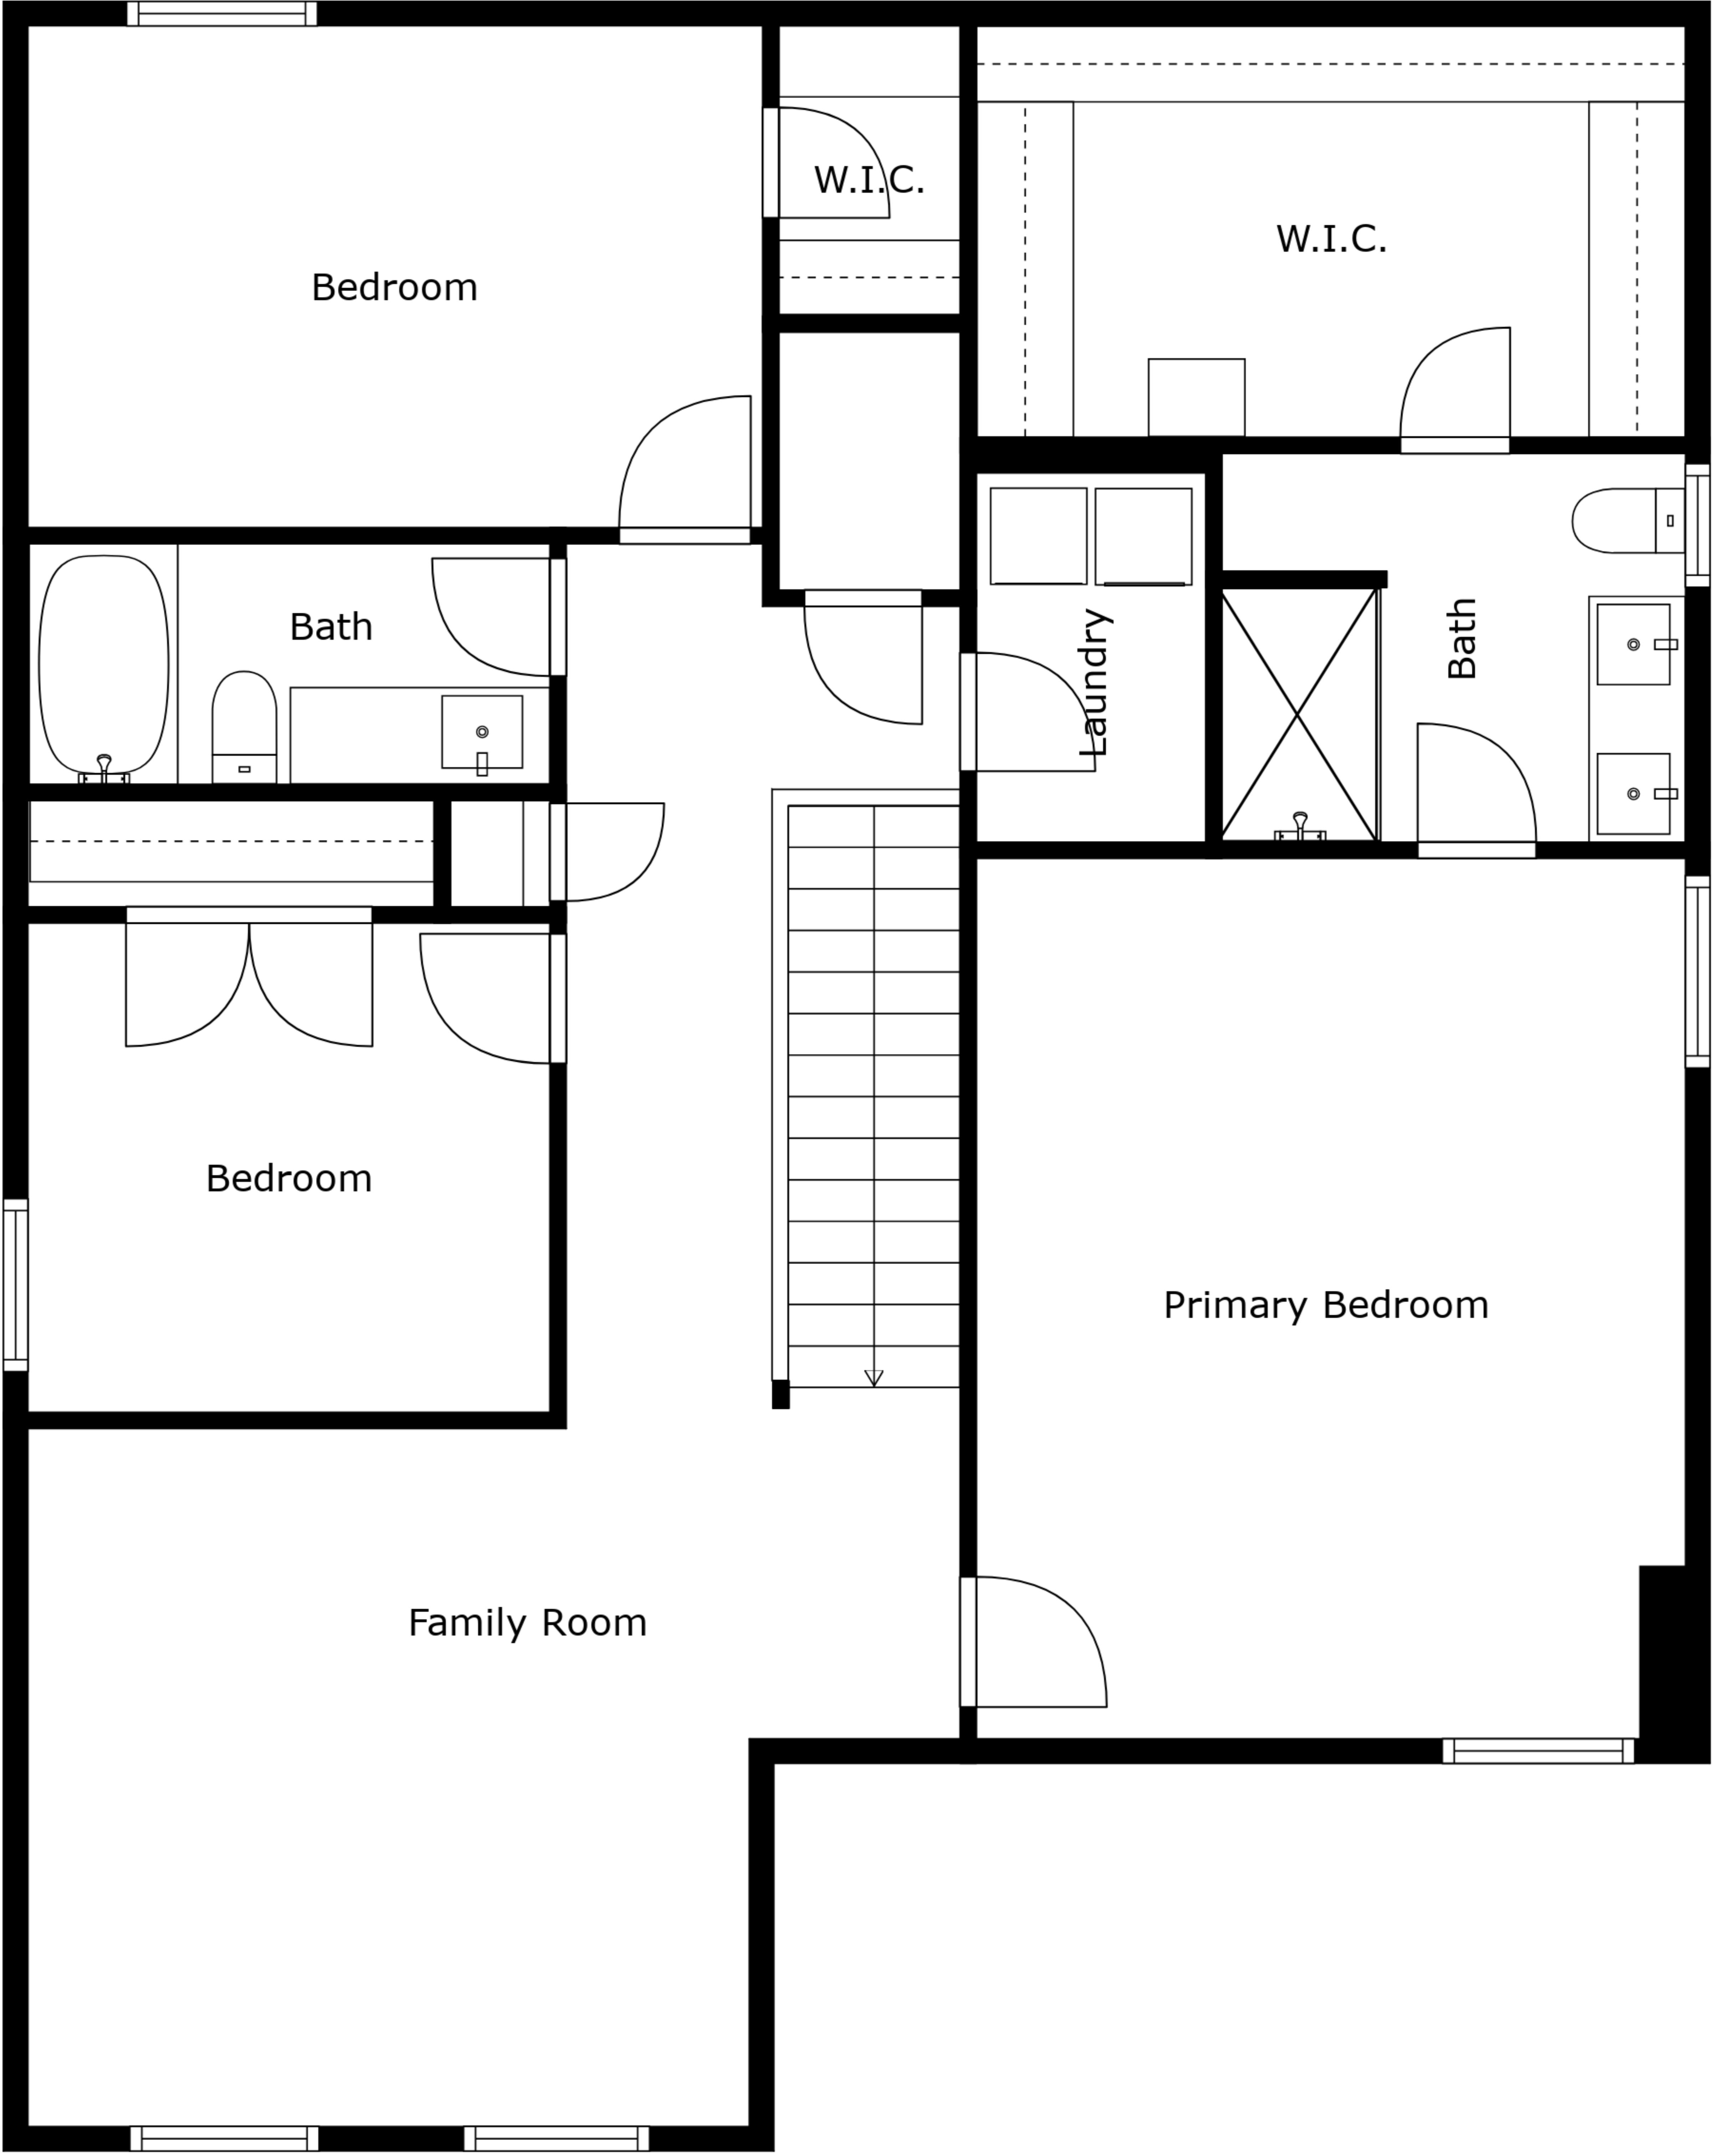 W.I.C.
W.I.C.
Bedroom
Bath
Laundry
Bath
Bedroom
Primary Bedroom
Family Room